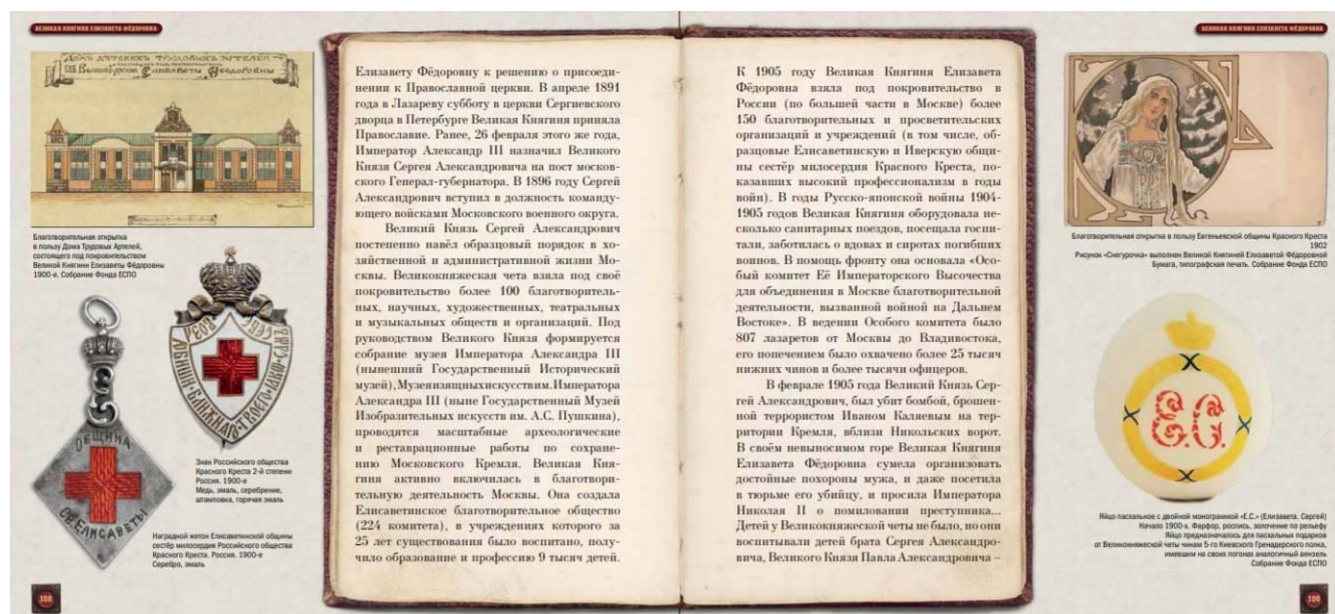 ВЕЛИКАЯ КНЯГИНЯ ЕЛИЗАВЕТА ФЁДОРОВНА
ДОМЪ ДѢТСКИХЪ ТРУДОВЫХЪ АРТЕЛЕЙ
Благотворительная открытка
в пользу Дома Трудовых Артелей,
состоящего под покровительством
Великой Княгини Елизаветы Фёдоровны
1900-е. Собрание Фонда ЕСПО
ВОЗЛЮБИШИ БЛИЖНЯГѠ ТВОЕГѠ ІАКѠ САМЪ СЕБЕ
Знак Российского общества
Красного Креста 2-й степени
Россия. 1900-е
Медь, эмаль, серебрение,
штамповка, горячая эмаль
ОБЩИНА
СВ. ЕЛИСАВЕТЫ
Наградной жетон Елисаветинской общины
сестёр милосердия Российского общества
Красного Креста. Россия. 1900-е
Серебро, эмаль
108
Елизавету Фёдоровну к решению о присоеди-
нении к Православной церкви. В апреле 1891
года в Лазареву субботу в церкви Сергиевского
дворца в Петербурге Великая Княгиня приняла
Православие. Ранее, 26 февраля этого же года,
Император Александр III назначил Великого
Князя Сергея Александровича на пост москов-
ского Генерал-губернатора. В 1896 году Сергей
Александрович вступил в должность команду-
ющего войсками Московского военного округа.
Великий Князь Сергей Александрович
постепенно навёл образцовый порядок в хо-
зяйственной и административной жизни Мо-
сквы. Великокняжеская чета взяла под своё
покровительство более 100 благотворитель-
ных, научных, художественных, театральных
и музыкальных обществ и организаций. Под
руководством Великого Князя формируется
собрание музея Императора Александра III
(нынешний Государственный Исторический
музей), Музея изящных искусств им. Императора
Александра III (ныне Государственный Музей
Изобразительных искусств им. А.С. Пушкина),
проводятся масштабные археологические
и реставрационные работы по сохране-
нию Московского Кремля. Великая Кня-
гиня активно включилась в благотвори-
тельную деятельность Москвы. Она создала
Елисаветинское благотворительное общество
(224 комитета), в учреждениях которого за
25 лет существования было воспитано, полу-
чило образование и профессию 9 тысяч детей.
К 1905 году Великая Княгиня Елизавета
Фёдоровна взяла под покровительство в
России (по большей части в Москве) более
150 благотворительных и просветительских
организаций и учреждений (в том числе, об-
разцовые Елисаветинскую и Иверскую общи-
ны сестёр милосердия Красного Креста, по-
казавших высокий профессионализм в годы
войн). В годы Русско-японской войны 1904-
1905 годов Великая Княгиня оборудовала не-
сколько санитарных поездов, посещала госпи-
тали, заботилась о вдовах и сиротах погибших
воинов. В помощь фронту она основала «Осо-
бый комитет Её Императорского Высочества
для объединения в Москве благотворительной
деятельности, вызванной войной на Дальнем
Востоке». В ведении Особого комитета было
807 лазаретов от Москвы до Владивостока,
его попечением было охвачено более 25 тысяч
нижних чинов и более тысячи офицеров.
В феврале 1905 года Великий Князь Сер-
гей Александрович, был убит бомбой, брошен-
ной террористом Иваном Каляевым на тер-
ритории Кремля, вблизи Никольских ворот.
В своём невыносимом горе Великая Княгиня
Елизавета Фёдоровна сумела организовать
достойные похороны мужа, и даже посетила
в тюрьме его убийцу, и просила Императора
Николая II о помиловании преступника...
Детей у Великокняжеской четы не было, но они
воспитывали детей брата Сергея Александро-
вича, Великого Князя Павла Александровича –
ВЕЛИКАЯ КНЯГИНЯ ЕЛИЗАВЕТА ФЁДОРОВНА
Благотворительная открытка в пользу Евгеньевской общины Красного Креста
1902
Рисунок «Снегурочка» выполнен Великой Княгиней Елизаветой Фёдоровной
Бумага, типографская печать. Собрание Фонда ЕСПО
Е.С.
Яйцо пасхальное с двойной монограммой «Е.С.» (Елизавета. Сергей)
Начало 1900-х. Фарфор, роспись, золочение по рельефу
Яйцо предназначалось для пасхальных подарков
от Великокняжеской четы чинам 5-го Киевского Гренадерского полка,
имевшим на своих погонах аналогичный вензель
Собрание Фонда ЕСПО
109